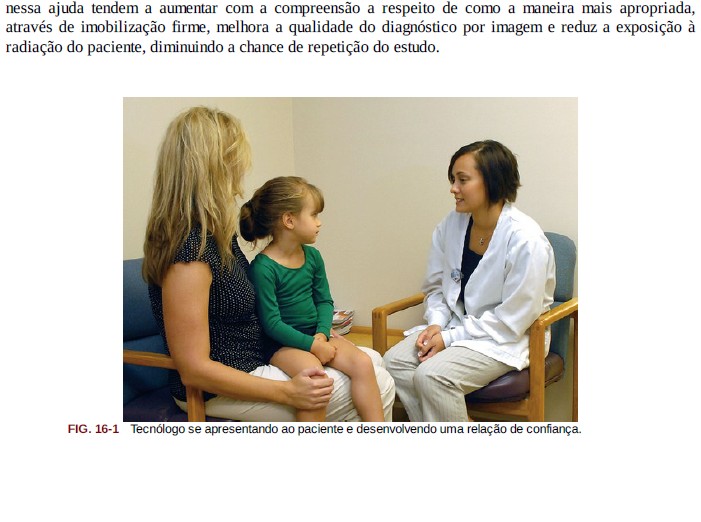 nessa ajuda tendem a aumentar com a compreensão a respeito de como a maneira mais apropriada,
através de imobilização firme, melhora a qualidade do diagnóstico por imagem e reduz a exposição à
radiação do paciente, diminuindo a chance de repetição do estudo.
FIG. 16-1 Tecnólogo se apresentando ao paciente e desenvolvendo uma relação de confiança.